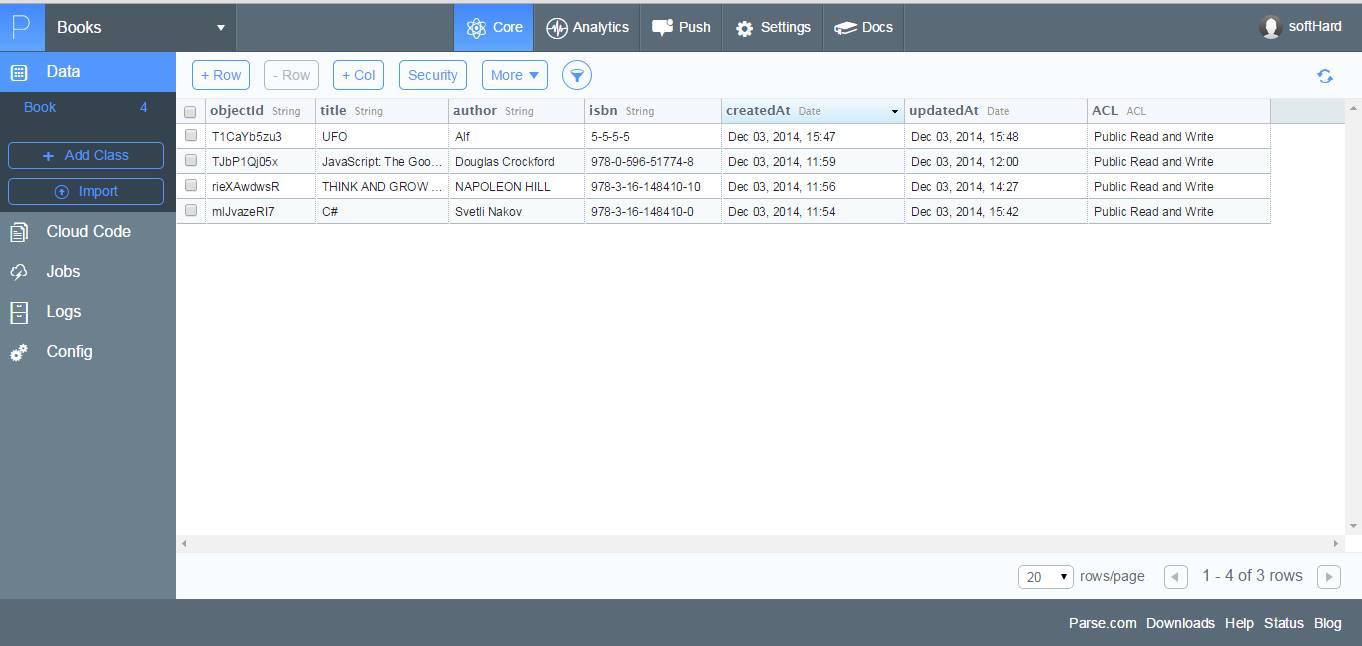 P Books Core Analytics Push Settings Docs softHard
Data + Row - Row + Col Security More
Book 4
+ Add Class
Import
Cloud Code
Jobs
Logs
Config
objectId String title String author String isbn String createdAt Date updatedAt Date ACL ACL
T1CaYb5zu3 UFO Alf 5-5-5-5 Dec 03, 2014, 15:47 Dec 03, 2014, 15:48 Public Read and Write
TJbP1Qj05x JavaScript: The Goo... Douglas Crockford 978-0-596-51774-8 Dec 03, 2014, 11:59 Dec 03, 2014, 12:00 Public Read and Write
rieXAwdwsR THINK AND GROW ... NAPOLEON HILL 978-3-16-148410-10 Dec 03, 2014, 11:56 Dec 03, 2014, 14:27 Public Read and Write
mlJvazeRI7 C# Svetli Nakov 978-3-16-148410-0 Dec 03, 2014, 11:54 Dec 03, 2014, 15:42 Public Read and Write
20 rows/page 1 - 4 of 3 rows
Parse.com Downloads Help Status Blog